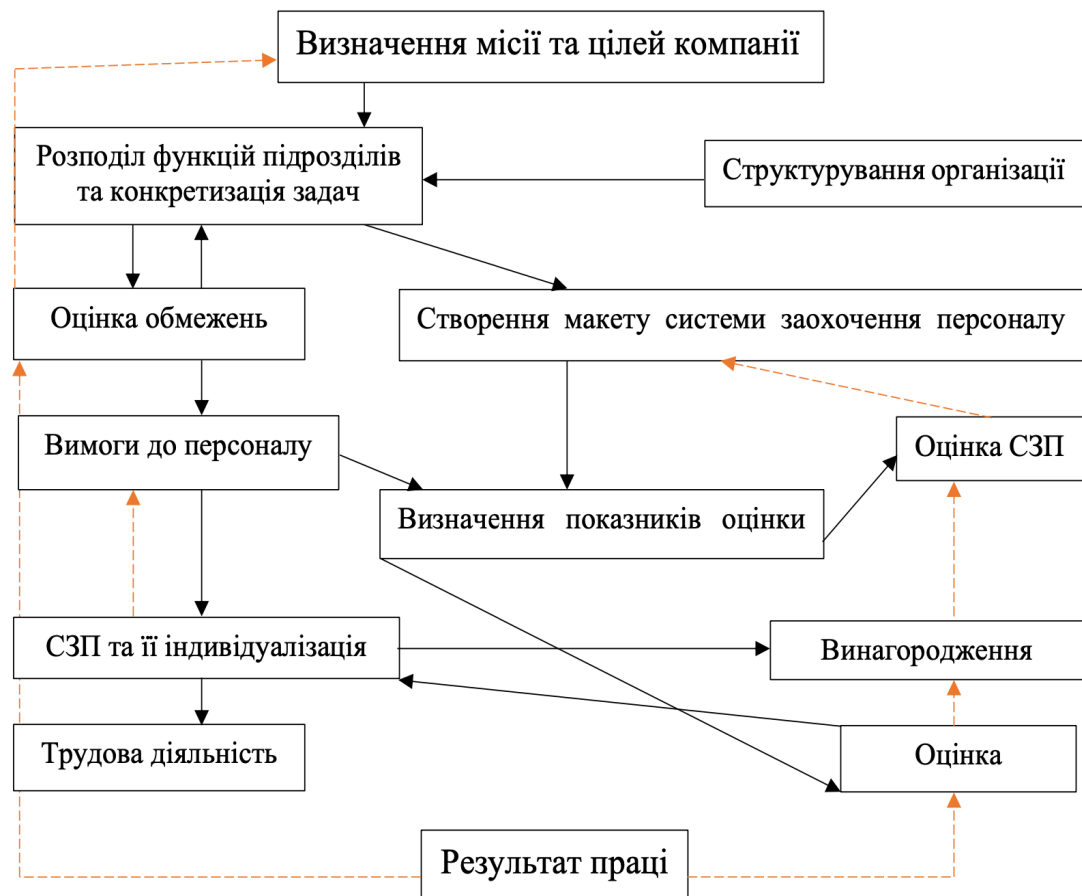 Визначення місії та цілей компанії
Розподіл функцій підрозділів
та конкретизація задач
Структурування організації
Оцінка обмежень
Створення макету системи заохочення персоналу
Вимоги до персоналу
Оцінка СЗП
Визначення показників оцінки
СЗП та її індивідуалізація
Винагородження
Трудова діяльність
Оцінка
Результат праці